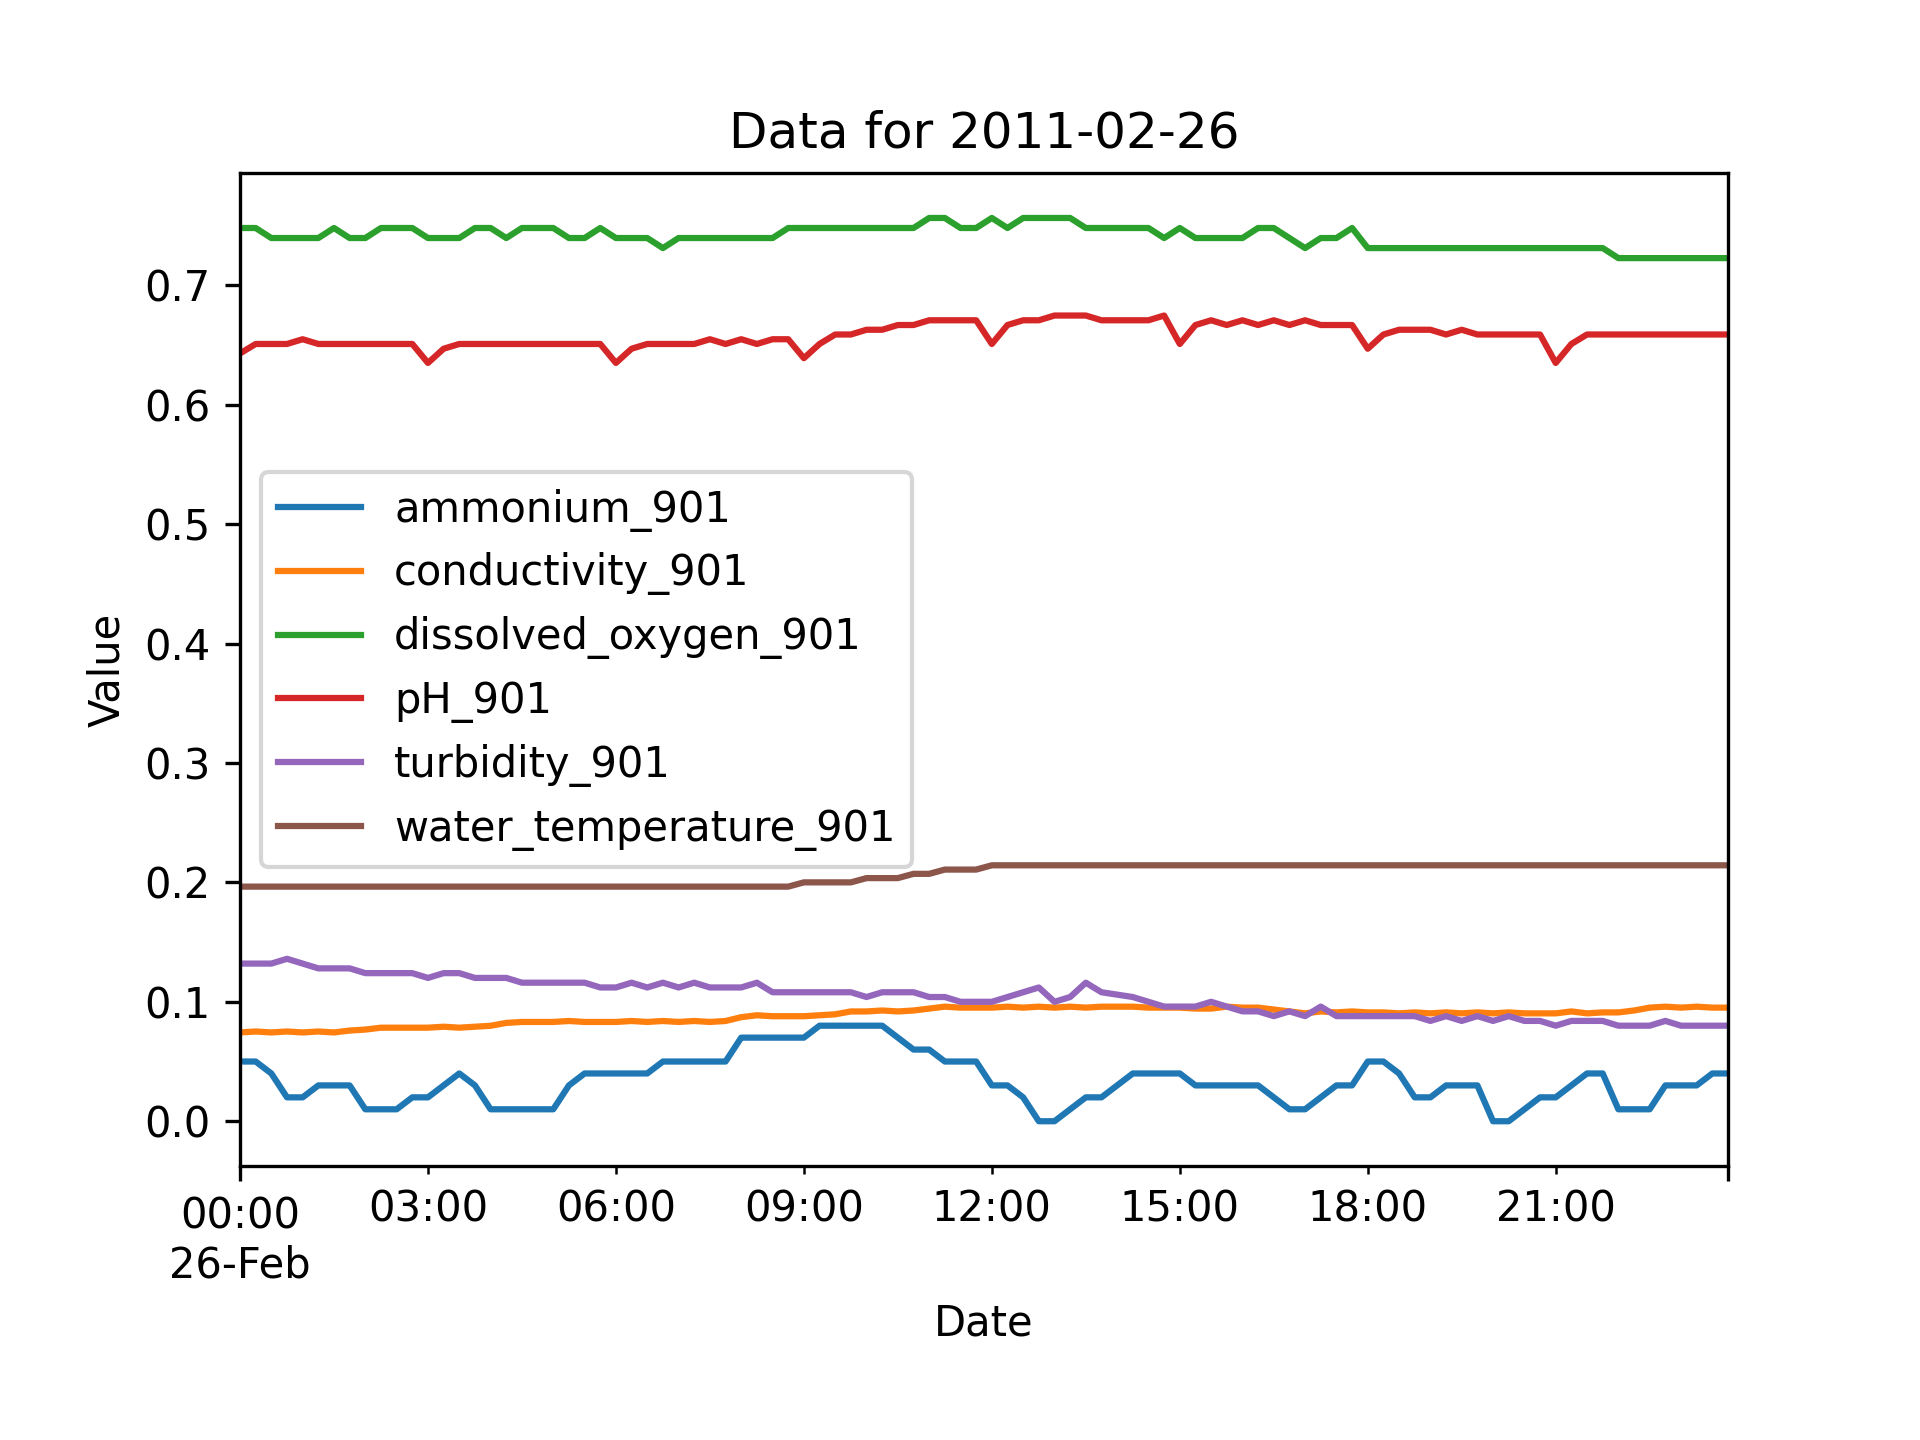 Data for 2011-02-26
Value
0.7
0.6
0.5
0.4
0.3
0.2
0.1
0.0
ammonium_901
conductivity_901
dissolved_oxygen_901
pH_901
turbidity_901
water_temperature_901
00:00 03:00 06:00 09:00 12:00 15:00 18:00 21:00
26-Feb
Date